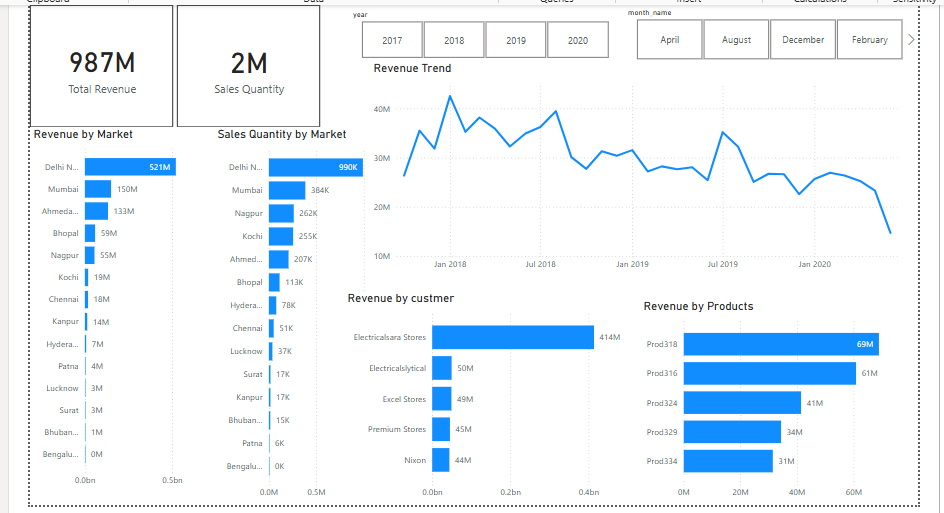 Clipboard
Data
Queries
Insert
Calculations
Sensitivity
987M
Total Revenue
2M
Sales Quantity
year
2017 2018 2019 2020
month_name
April August December February
Revenue by Market
Delhi N... 521M
Mumbai 150M
Ahmeda... 133M
Bhopal 59M
Nagpur 55M
Kochi 19M
Chennai 18M
Kanpur 14M
Hydera... 7M
Patna 4M
Lucknow 3M
Surat 3M
Bhuban... 1M
Bengalu... 0M
0.0bn 0.5bn
Sales Quantity by Market
Delhi N... 990K
Mumbai 384K
Nagpur 262K
Kochi 255K
Ahmed... 207K
Bhopal 113K
Hydera... 78K
Chennai 51K
Lucknow 37K
Surat 17K
Kanpur 17K
Bhuban... 15K
Patna 6K
Bengalu... 0K
0.0M 0.5M
Revenue Trend
40M
30M
20M
10M
Jan 2018 Jul 2018 Jan 2019 Jul 2019 Jan 2020
Revenue by custmer
Electricalsara Stores 414M
Electricalslytical 50M
Excel Stores 49M
Premium Stores 45M
Nixon 44M
0.0bn 0.2bn 0.4bn
Revenue by Products
Prod318 69M
Prod316 61M
Prod324 41M
Prod329 34M
Prod334 31M
0M 20M 40M 60M